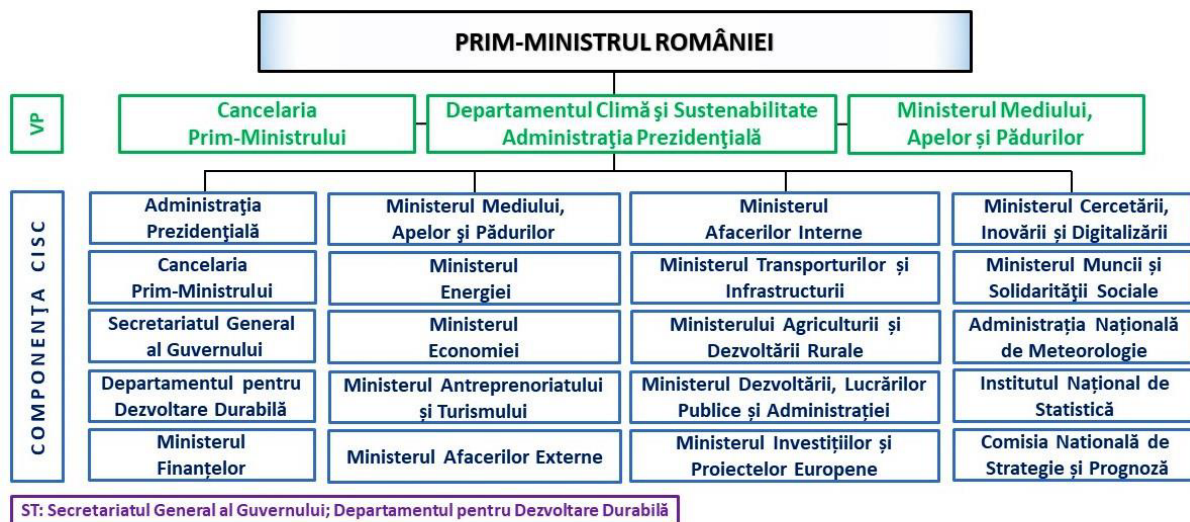 PRIM-MINISTRUL ROMÂNIEI
VP
Cancelaria
Prim-Ministrului
Departamentul Climă şi Sustenabilitate
Administraţia Prezidenţială
Ministerul Mediului,
Apelor și Pădurilor
COMPONENŢA CISC
Administraţia
Prezidenţială
Ministerul Mediului,
Apelor şi Pădurilor
Ministerul
Afacerilor Interne
Ministerul Cercetării,
Inovării și Digitalizării
Cancelaria
Prim-Ministrului
Ministerul
Energiei
Ministerul Transporturilor și
Infrastructurii
Ministerul Muncii și
Solidarităţii Sociale
Secretariatul General
al Guvernului
Ministerul
Economiei
Ministerului Agriculturii și
Dezvoltării Rurale
Administrația Națională
de Meteorologie
Departamentul pentru
Dezvoltare Durabilă
Ministerul Antreprenoriatului
și Turismului
Ministerul Dezvoltării, Lucrărilor
Publice și Administrației
Institutul Național de
Statistică
Ministerul
Finanțelor
Ministerul Afacerilor Externe
Ministerul Investițiilor și
Proiectelor Europene
Comisia Natională de
Strategie și Prognoză
ST: Secretariatul General al Guvernului; Departamentul pentru Dezvoltare Durabilă